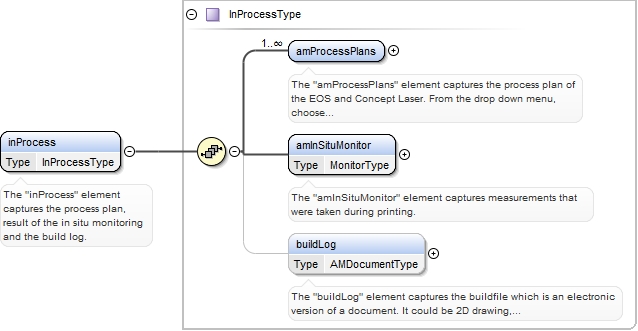 InProcessType
1..∞
amProcessPlans
The "amProcessPlans" element captures the process plan of
the EOS and Concept Laser. From the drop down menu,
choose...
inProcess
Type InProcessType
The "inProcess" element
captures the process plan,
result of the in situ monitoring
and the build log.
amInSituMonitor
Type MonitorType
The "amInSituMonitor" element captures measurements that
were taken during printing.
buildLog
Type AMDocumentType
The "buildLog" element captures the buildfile which is an electronic
version of a document. It could be 2D drawing,...